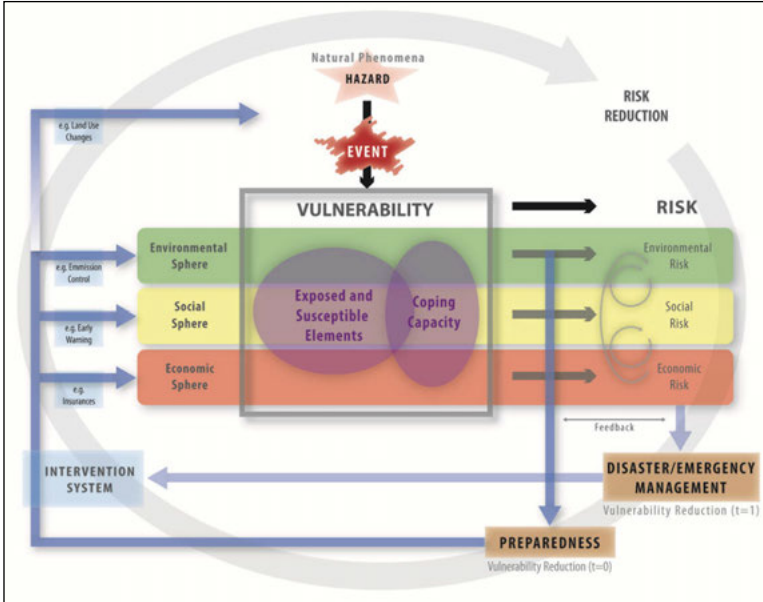 Natural Phenomena
HAZARD
RISK
REDUCTION
e.g. Land Use
Changes
EVENT
VULNERABILITY
RISK
Environmental
Sphere
Environmental
Risk
e.g. Emmission
Control
Exposed and
Susceptible
Elements
Coping
Capacity
Social
Sphere
Social
Risk
e.g. Early
Warning
Economic
Sphere
Economic
Risk
e.g.
Insurances
Feedback
INTERVENTION
SYSTEM
DISASTER/EMERGENCY
MANAGEMENT
Vulnerability Reduction (t=1)
PREPAREDNESS
Vulnerability Reduction (t=0)